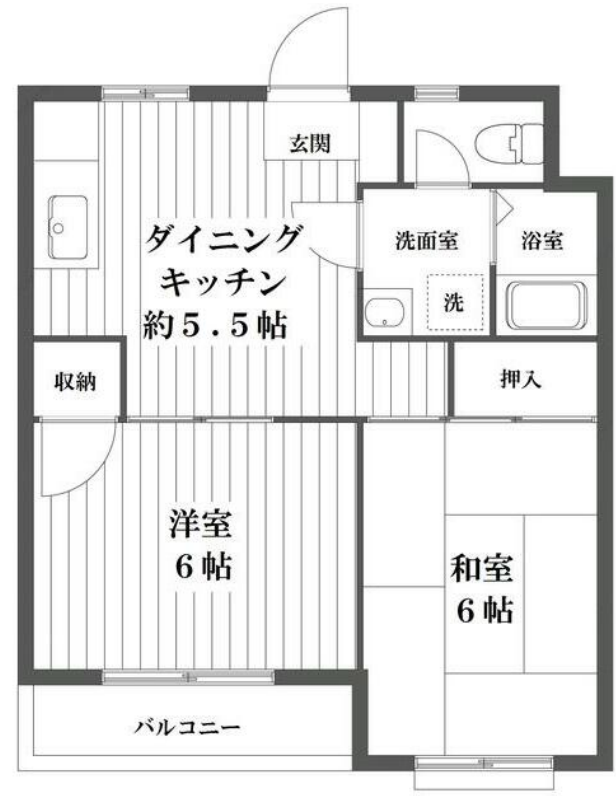 玄関
ダイニング
キッチン
約5.5帖
洗面室
浴室
洗
収納
押入
洋室
6帖
和室
6帖
バルコニー